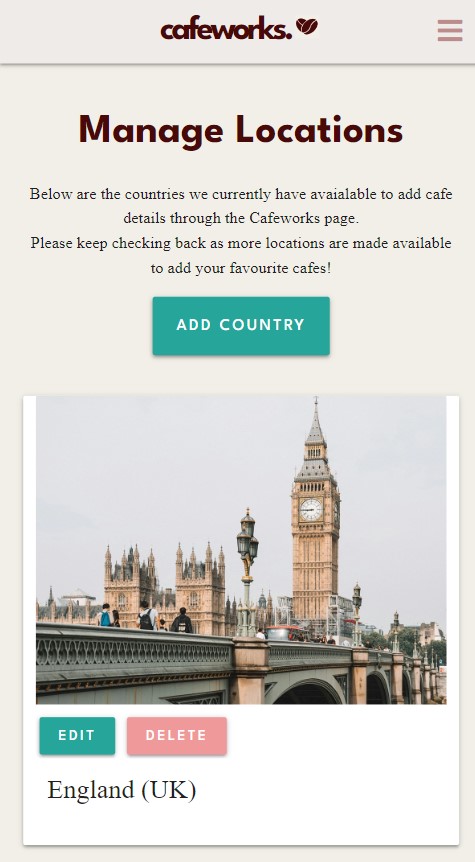 cafeworks.
Manage Locations
Below are the countries we currently have avaialable to add cafe
details through the Cafeworks page.
Please keep checking back as more locations are made available
to add your favourite cafes!
ADD COUNTRY
EDIT
DELETE
England (UK)